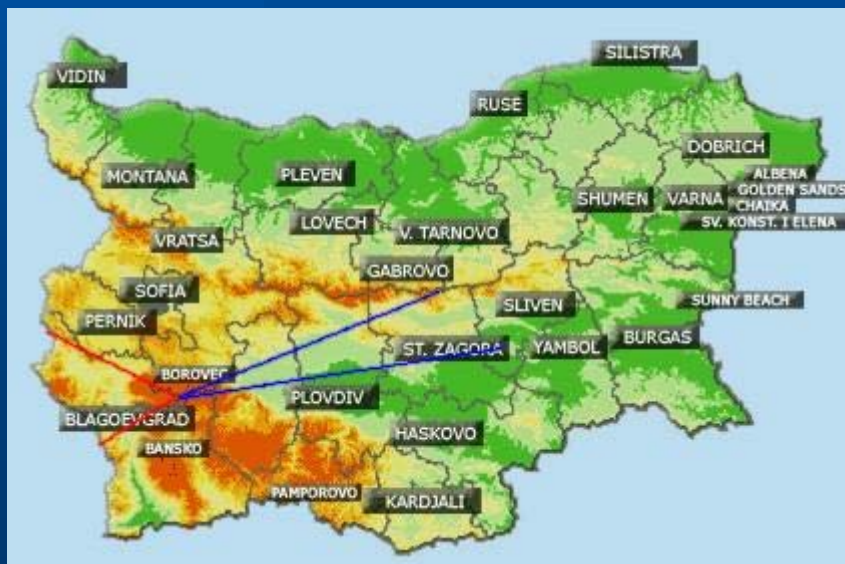 SILISTRA
VIDIN
RUSE
DOBRICH
MONTANA
PLEVEN
ALBENA
GOLDEN SANDS
SHUMEN
VARNA
CHAIKA
LOVECH
SV. KONST. I ELENA
V. TARNOVO
VRATSA
GABROVO
SOFIA
SLIVEN
SUNNY BEACH
PERNIK
BURGAS
ST. ZAGORA
YAMBOL
BOROVEC
PLOVDIV
BLAGOEVGRAD
HASKOVO
BANSKO
PAMPOROVO
KARDJALI